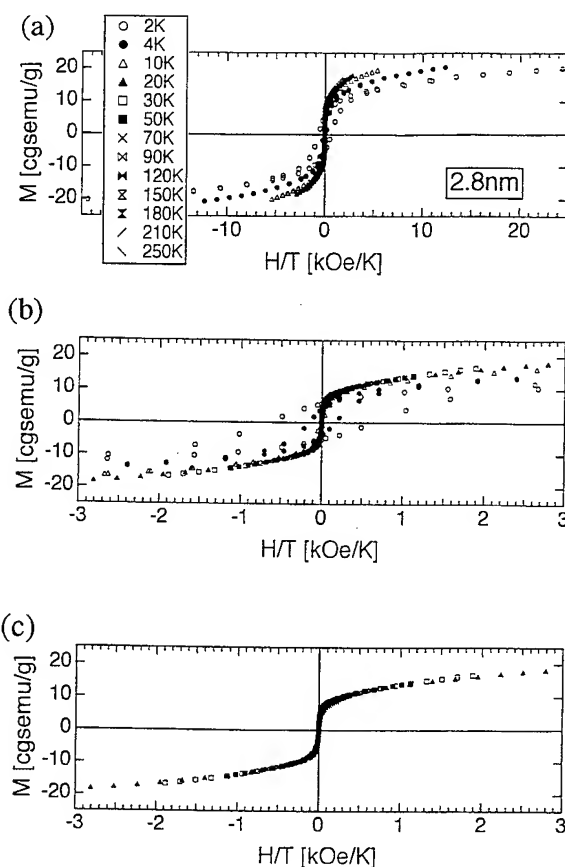 (a)
2K
4K
10K
20K
30K
50K
70K
90K
120K
150K
180K
210K
250K
M [cgsemu/g]
20
10
0
-10
-20
2.8nm
-10
0
10
20
H/T [kOe/K]
(b)
M [cgsemu/g]
20
10
0
-10
-20
-3
-2
-1
0
1
2
3
H/T [kOe/K]
(c)
M [cgsemu/g]
20
10
0
-10
-20
-3
-2
-1
0
1
2
3
H/T [kOe/K]